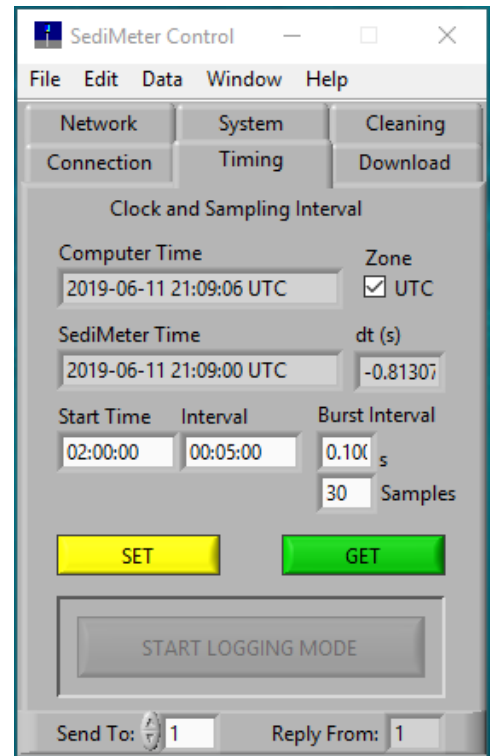 SediMeter Control
File Edit Data Window Help
Network System Cleaning
Connection Timing Download
Clock and Sampling Interval
Computer Time Zone
2019-06-11 21:09:06 UTC UTC
SediMeter Time dt (s)
2019-06-11 21:09:00 UTC -0.81307
Start Time Interval Burst Interval
02:00:00 00:05:00 0.100 s
30 Samples
SET GET
START LOGGING MODE
Send To: 1 Reply From: 1